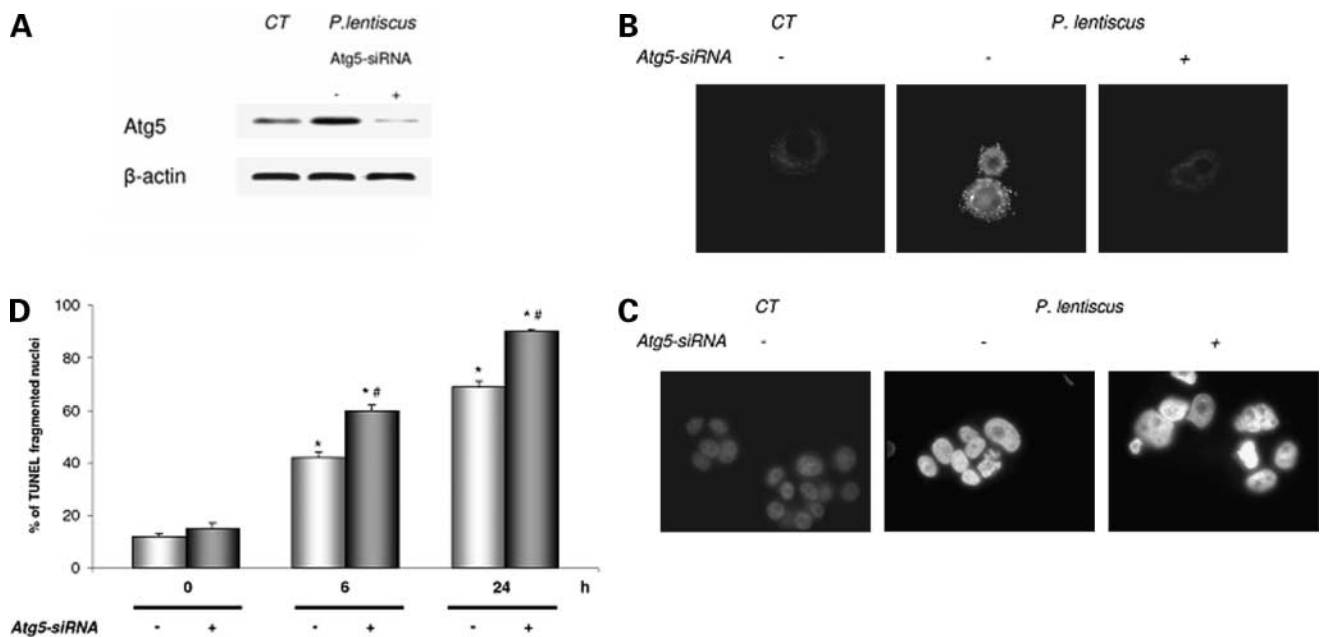 A
CT P.lentiscus
Atg5-siRNA
- +
Atg5
β-actin
B
CT P. lentiscus
Atg5-siRNA - - +
D
100
80
60
40
20
0
% of TUNEL fragmented nuclei
* * # * * #
0 6 24 h
Atg5-siRNA - + - + - +
C
CT P. lentiscus
Atg5-siRNA - - +